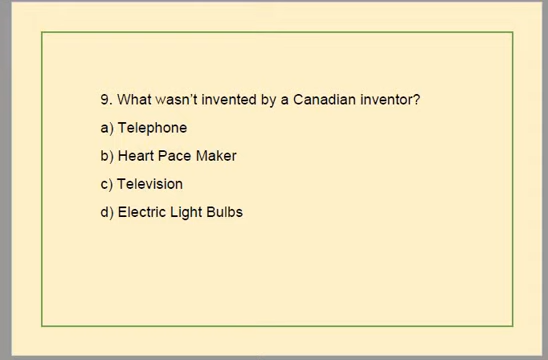 9. What wasn't invented by a Canadian inventor?
a) Telephone
b) Heart Pace Maker
c) Television
d) Electric Light Bulbs